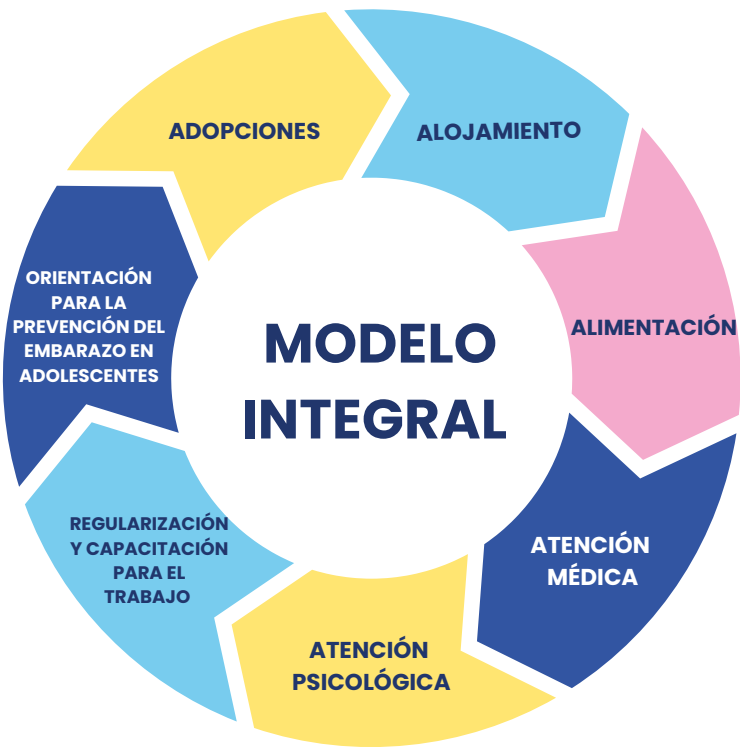 MODELO
INTEGRAL
ALOJAMIENTO
ALIMENTACIÓN
ATENCIÓN
MÉDICA
ATENCIÓN
PSICOLÓGICA
REGULARIZACIÓN
Y CAPACITACIÓN
PARA EL
TRABAJO
ORIENTACIÓN
PARA LA
PREVENCIÓN DEL
EMBARAZO EN
ADOLESCENTES
ADOPCIONES